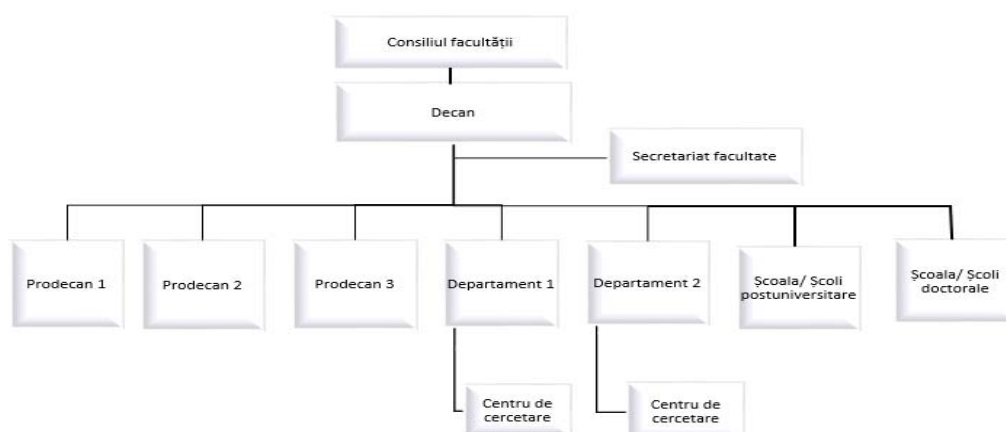 Consiliul facultății
Decan
Secretariat facultate
Prodecan 1
Prodecan 2
Prodecan 3
Departament 1
Departament 2
Școala/ Școli
postuniversitare
Școala/ Școli
doctorale
Centru de
cercetare
Centru de
cercetare